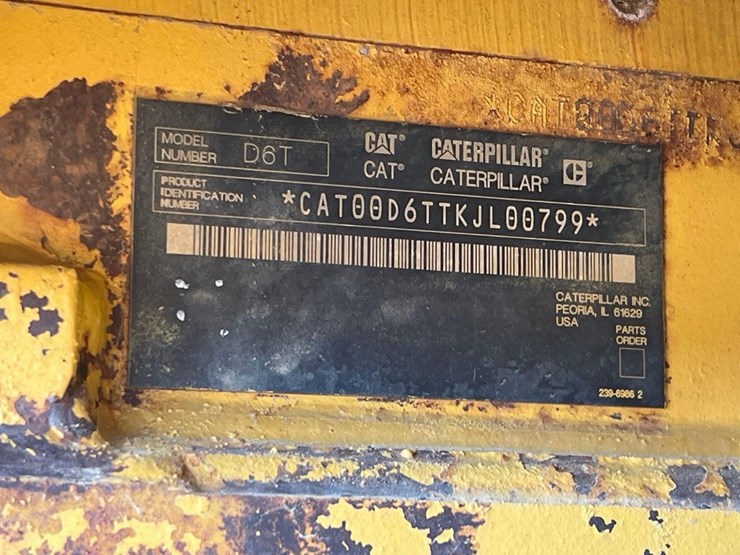 MODEL
NUMBER D6T
CAT® CATERPILLAR®
CAT® CATERPILLAR®
PRODUCT
IDENTIFICATION
NUMBER
*CAT00D6TTKJL00799*
CATERPILLAR INC.
PEORIA, IL 61629
USA
PARTS
ORDER
239-6986 2